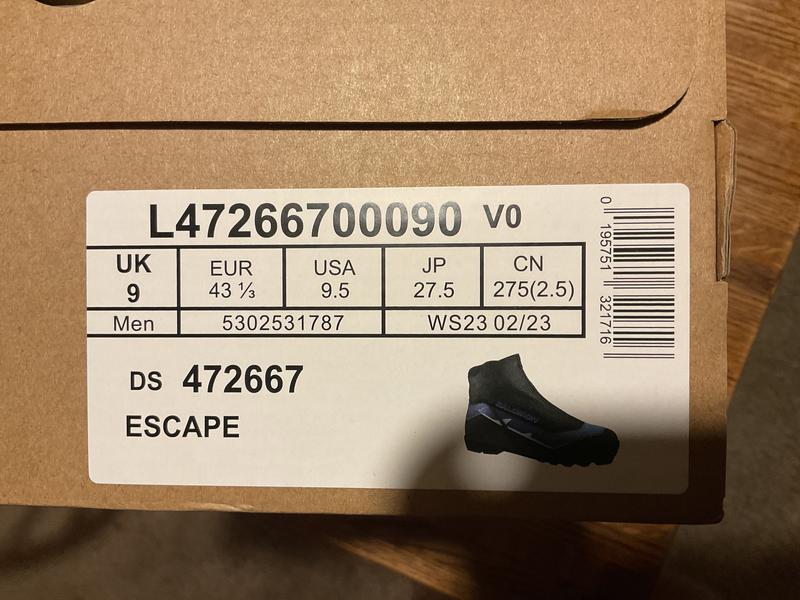 L47266700090 V0
UK EUR USA JP CN
9 43 ⅓ 9.5 27.5 275(2.5)
Men 5302531787 WS23 02/23
DS 472667
ESCAPE
SALOMON
0 195751 321716